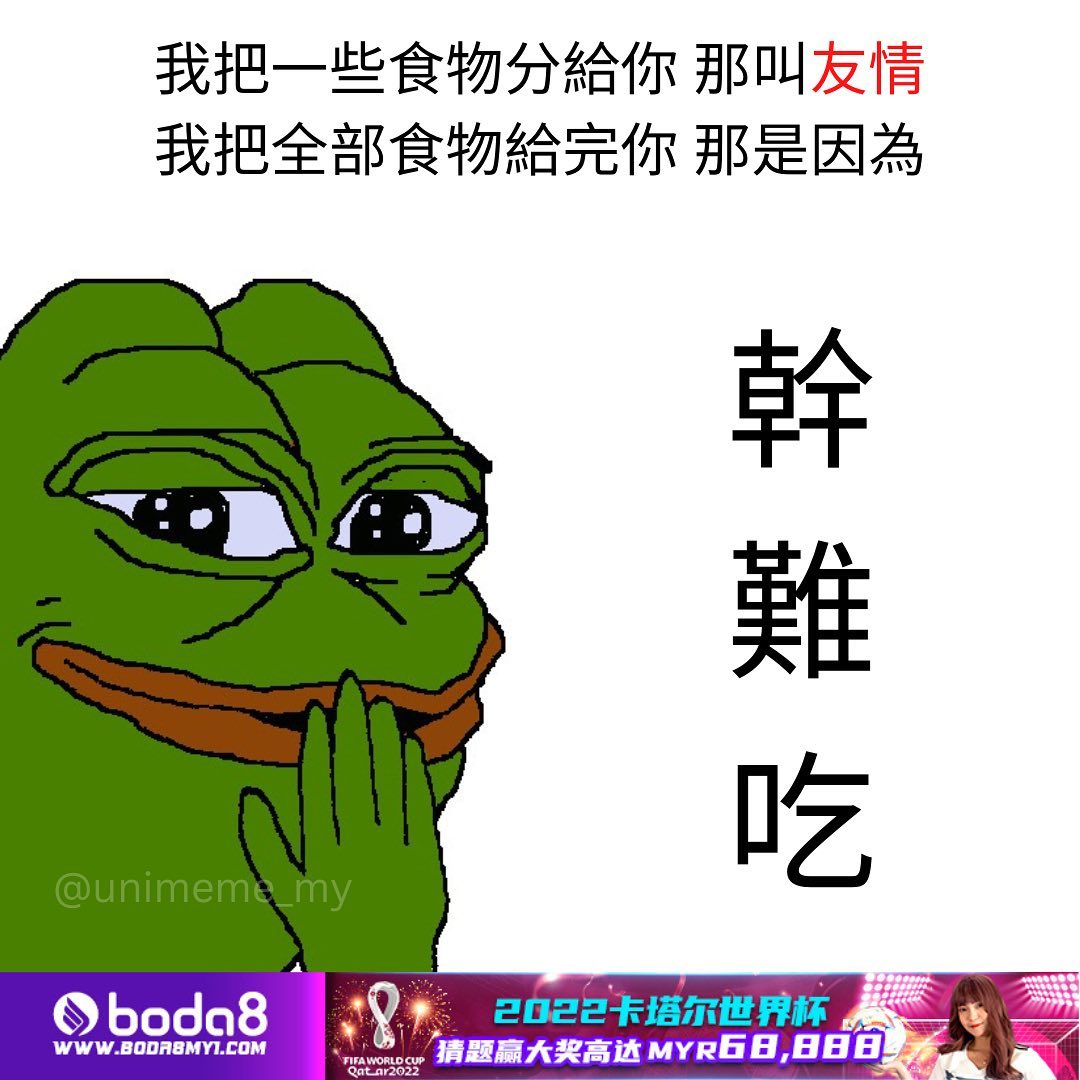 我把一些食物分給你 那叫友情
我把全部食物給完你 那是因為
幹
難
吃
@unimeme_my
boda8
WWW.BODA8MY1.COM
FIFA WORLD CUP
Qatar2022
2022卡塔尔世界杯
猜题赢大奖高达 MYR68,888